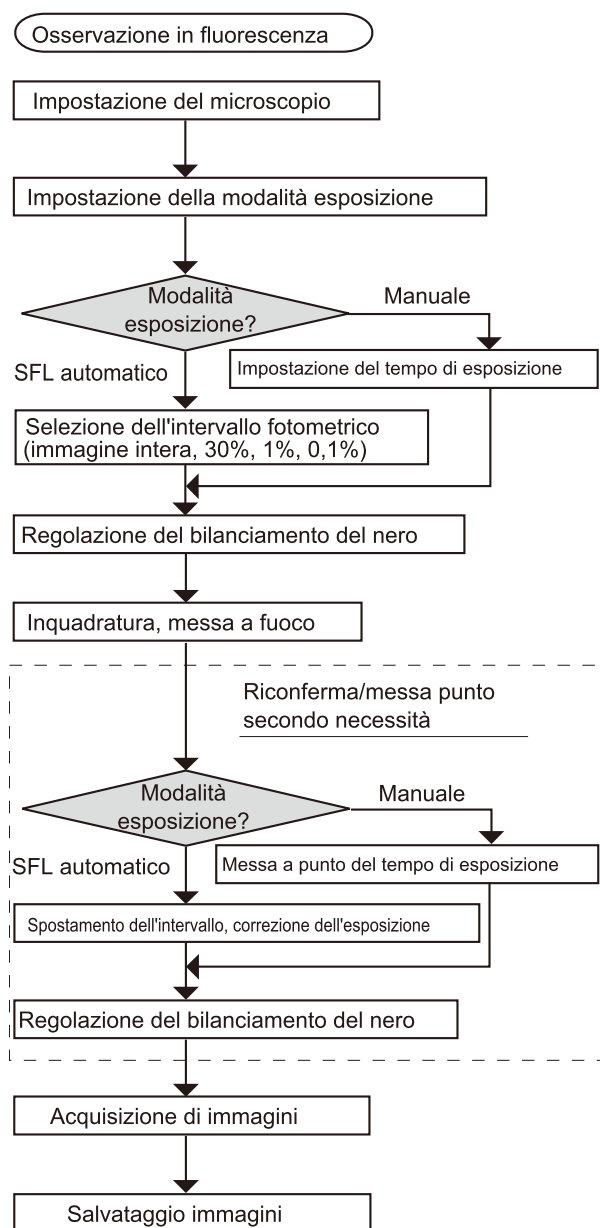 Osservazione in fluorescenza
Impostazione del microscopio
Impostazione della modalità esposizione
Modalità
esposizione?
Manuale
SFL automatico
Impostazione del tempo di esposizione
Selezione dell'intervallo fotometrico
(immagine intera, 30%, 1%, 0,1%)
Regolazione del bilanciamento del nero
Inquadratura, messa a fuoco
Riconferma/messa punto
secondo necessità
Modalità
esposizione?
Manuale
SFL automatico
Messa a punto del tempo di esposizione
Spostamento dell'intervallo, correzione dell'esposizione
Regolazione del bilanciamento del nero
Acquisizione di immagini
Salvataggio immagini